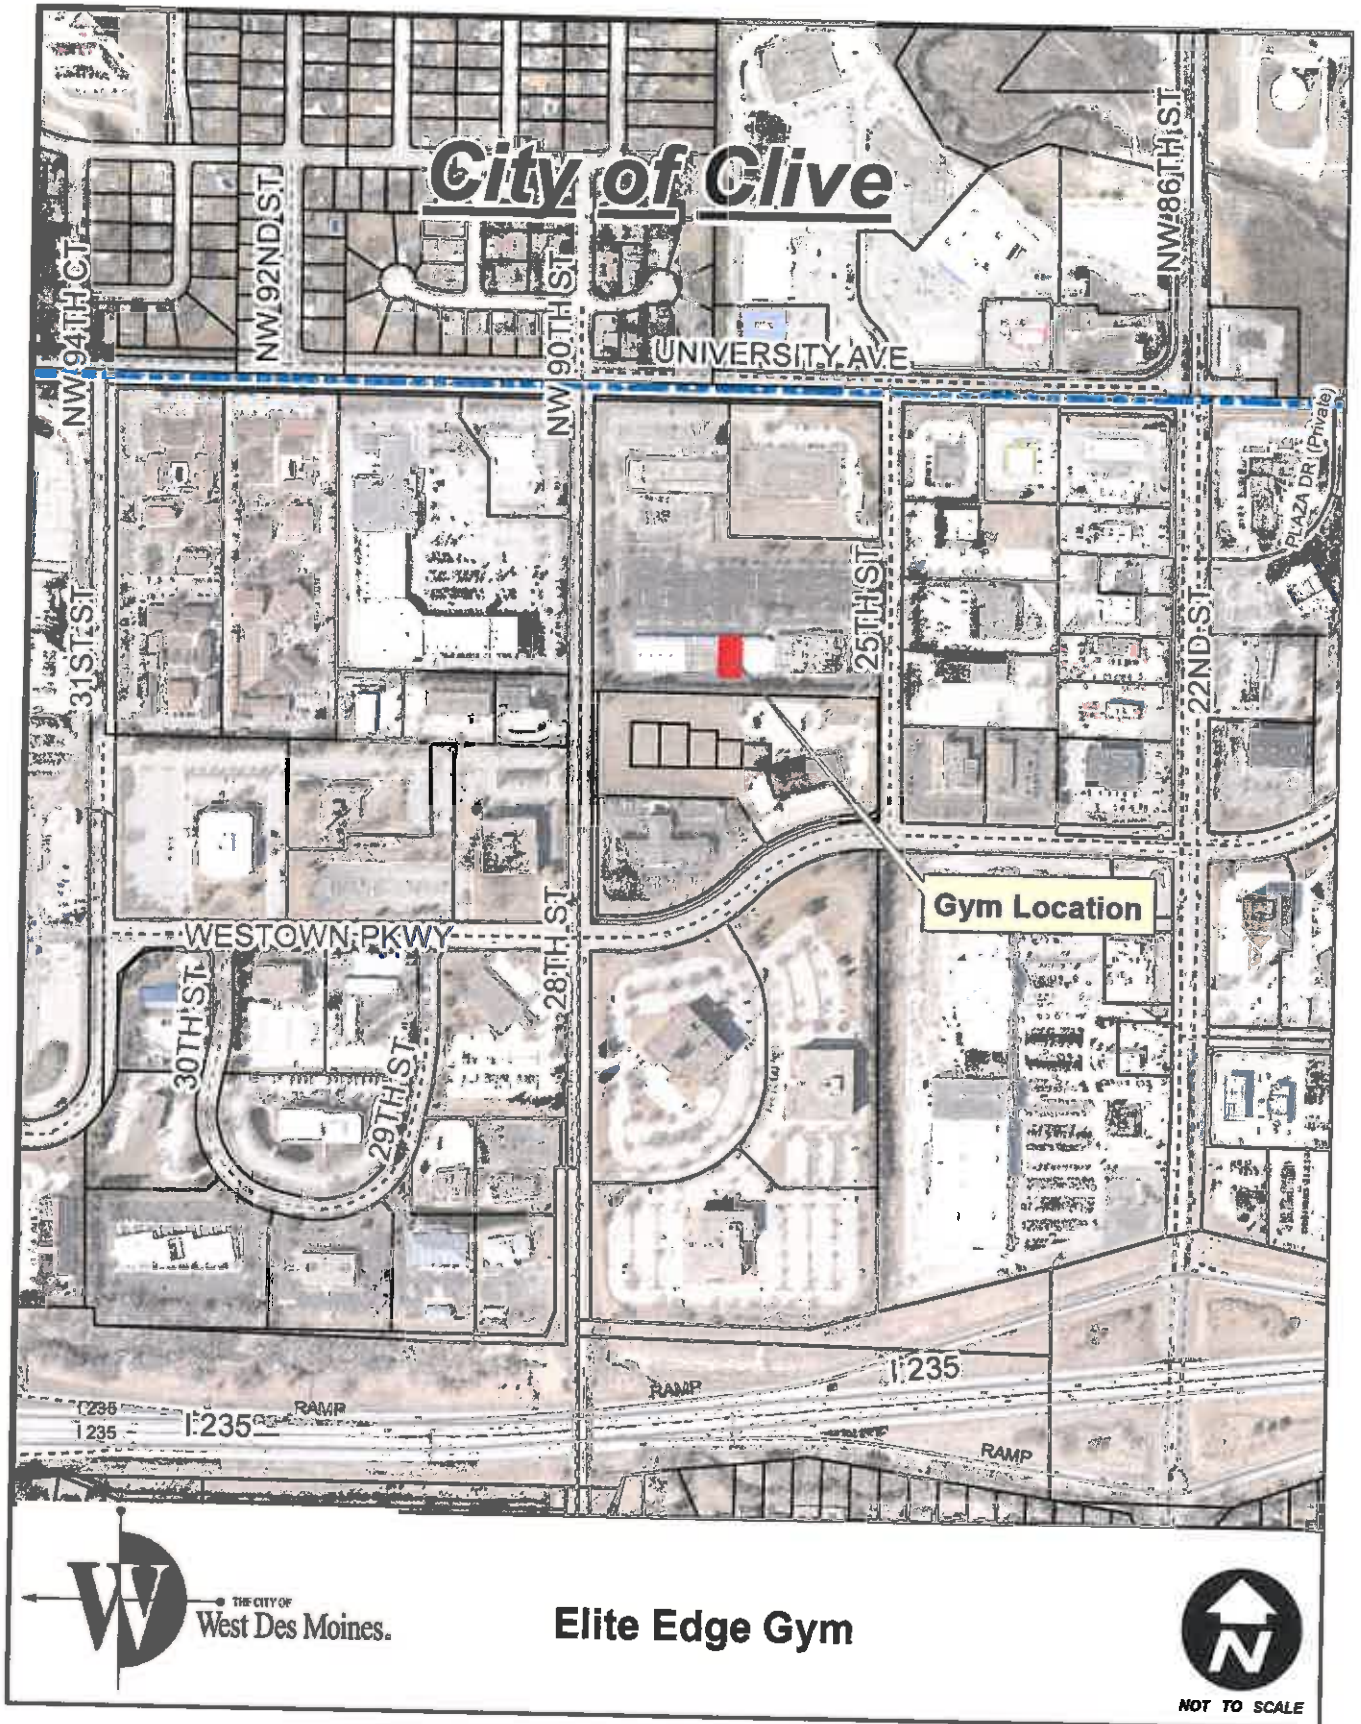 City of Clive
NW 86TH ST
NW 92ND ST
NW 94TH CT
NW 90TH ST
UNIVERSITY AVE
PLAZA DR (Private)
31ST ST
25TH ST
22ND ST
Gym Location
WESTOWN PKWY
28TH ST
30TH ST
29TH ST
I 235
RAMP
I 235
RAMP
I 235
I 235
RAMP
THE CITY OF
West Des Moines.
Elite Edge Gym
N
NOT TO SCALE